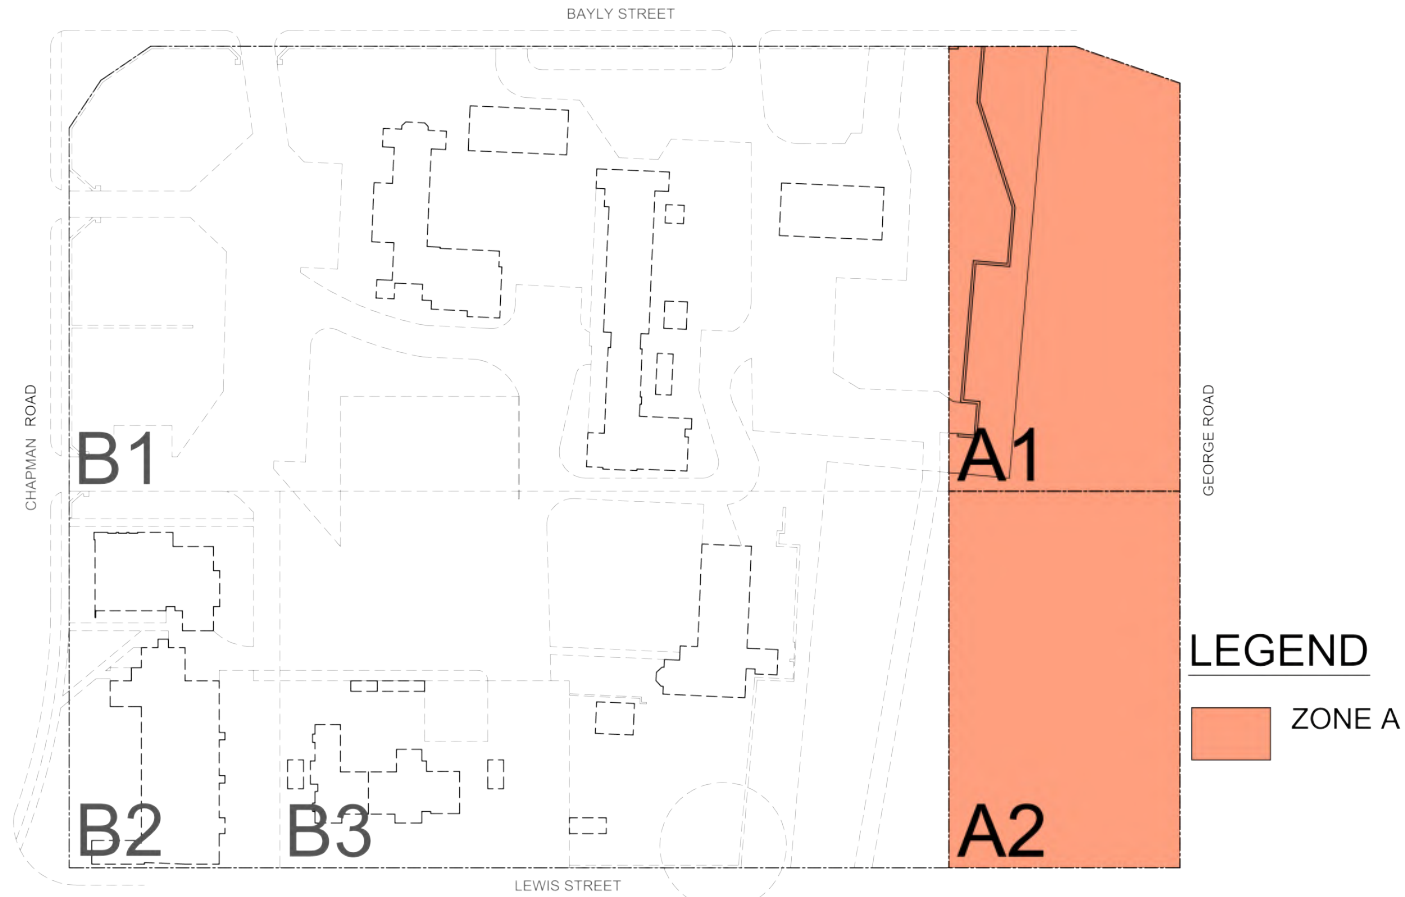 BAYLY STREET
CHAPMAN ROAD
GEORGE ROAD
B1
A1
LEGEND
ZONE A
B2
B3
A2
LEWIS STREET